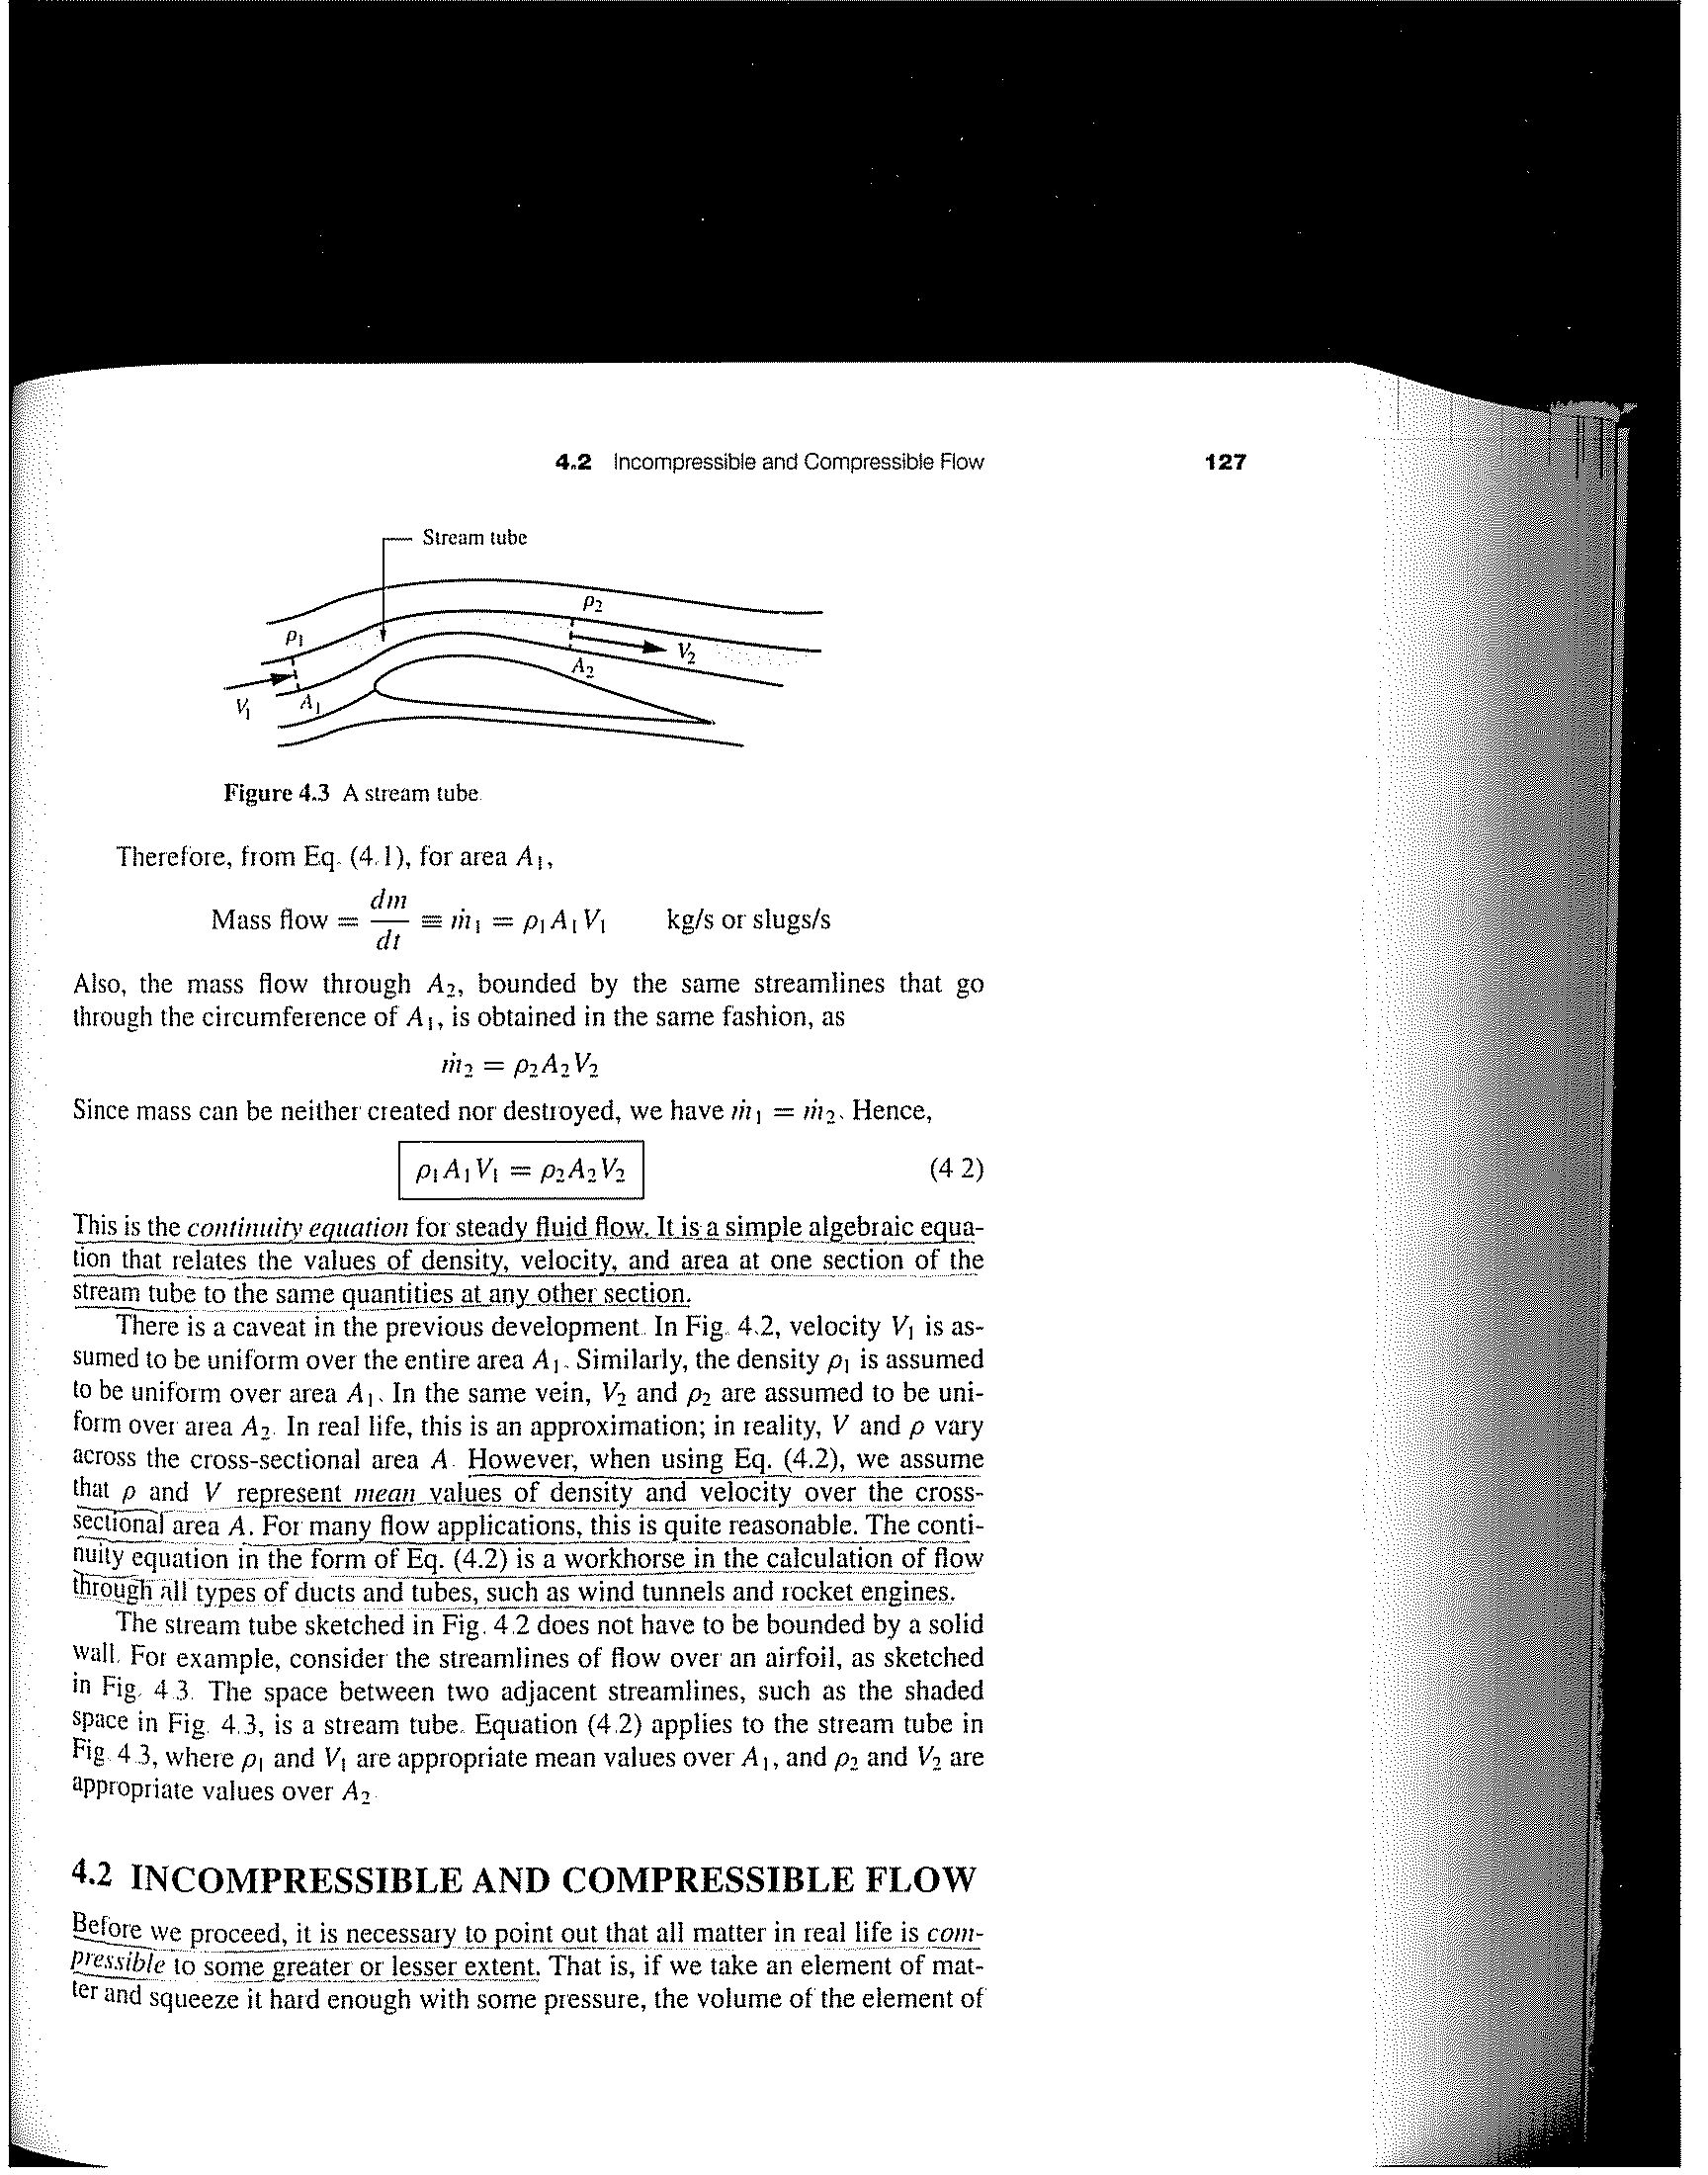 4.2 Incompressible and Compressible Flow 127
Stream tube
ρ₂
ρ₁
V₂
A₂
V₁
A₁
Figure 4.3 A stream tube
Therefore, from Eq. (4.1), for area A₁,
Mass flow ≡ dm/dt ≡ ṁ₁ = ρ₁A₁V₁ kg/s or slugs/s
Also, the mass flow through A₂, bounded by the same streamlines that go
through the circumference of A₁, is obtained in the same fashion, as
ṁ₂ = ρ₂A₂V₂
Since mass can be neither created nor destroyed, we have ṁ₁ = ṁ₂. Hence,
ρ₁A₁V₁ = ρ₂A₂V₂ (4 2)
This is the continuity equation for steady fluid flow. It is a simple algebraic equa-
tion that relates the values of density, velocity, and area at one section of the
stream tube to the same quantities at any other section.
There is a caveat in the previous development. In Fig. 4.2, velocity V₁ is as-
sumed to be uniform over the entire area A₁. Similarly, the density ρ₁ is assumed
to be uniform over area A₁. In the same vein, V₂ and ρ₂ are assumed to be uni-
form over area A₂. In real life, this is an approximation; in reality, V and ρ vary
across the cross-sectional area A. However, when using Eq. (4.2), we assume
that ρ and V represent mean values of density and velocity over the cross-
sectional area A. For many flow applications, this is quite reasonable. The conti-
nuity equation in the form of Eq. (4.2) is a workhorse in the calculation of flow
through all types of ducts and tubes, such as wind tunnels and rocket engines.
The stream tube sketched in Fig. 4.2 does not have to be bounded by a solid
wall. For example, consider the streamlines of flow over an airfoil, as sketched
in Fig. 4.3. The space between two adjacent streamlines, such as the shaded
space in Fig. 4.3, is a stream tube. Equation (4.2) applies to the stream tube in
Fig. 4.3, where ρ₁ and V₁ are appropriate mean values over A₁, and ρ₂ and V₂ are
appropriate values over A₂.
4.2 INCOMPRESSIBLE AND COMPRESSIBLE FLOW
Before we proceed, it is necessary to point out that all matter in real life is com-
pressible to some greater or lesser extent. That is, if we take an element of mat-
ter and squeeze it hard enough with some pressure, the volume of the element of